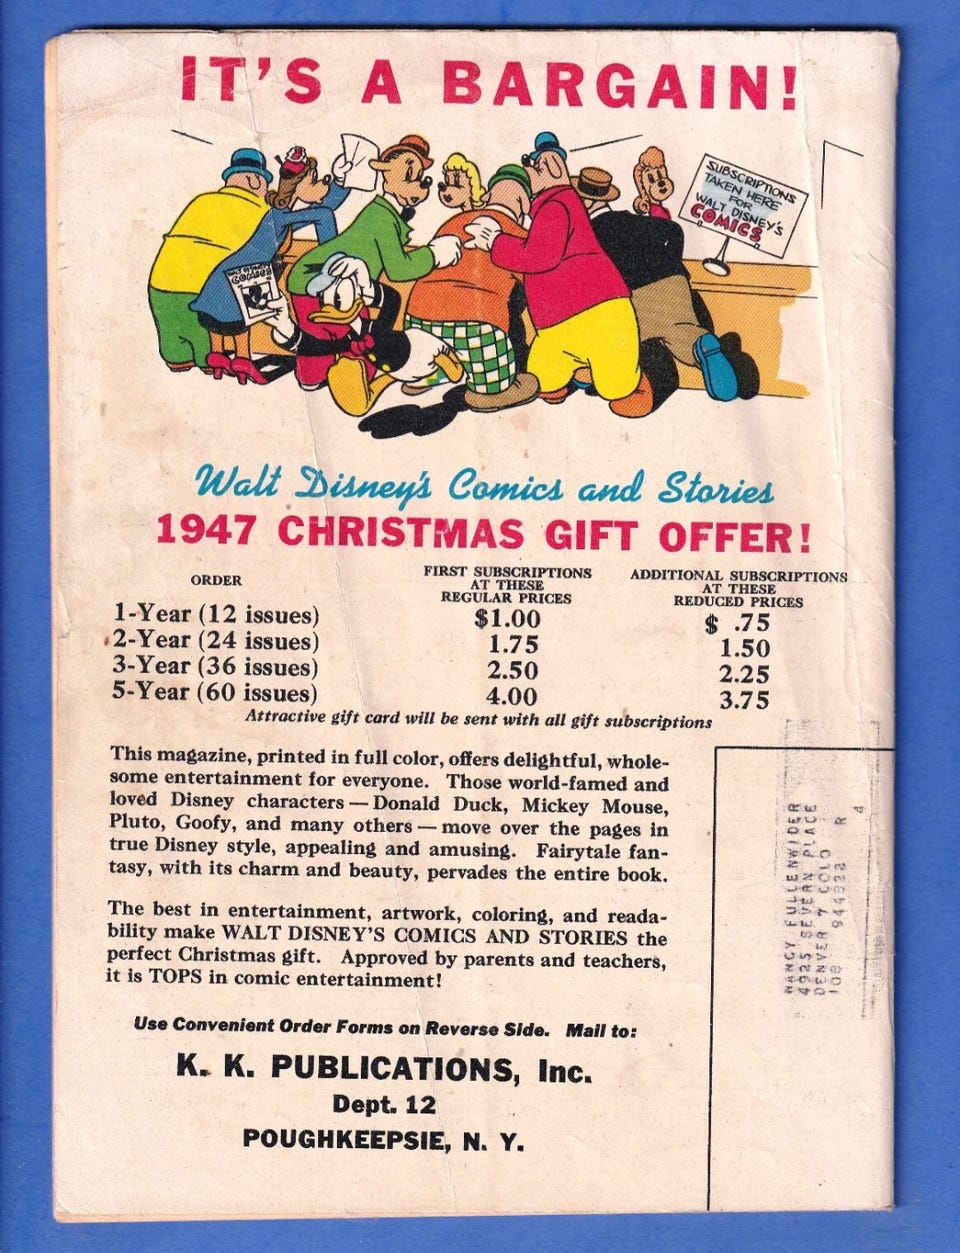 IT'S A BARGAIN!
SUBSCRIPTIONS
TAKEN HERE
FOR
WALT DISNEY'S
COMICS
WALT DISNEY'S
COMICS
Walt Disney's Comics and Stories
1947 CHRISTMAS GIFT OFFER!
ORDER
FIRST SUBSCRIPTIONS
AT THESE
REGULAR PRICES
ADDITIONAL SUBSCRIPTIONS
AT THESE
REDUCED PRICES
1-Year (12 issues) $1.00 $ .75
2-Year (24 issues) 1.75 1.50
3-Year (36 issues) 2.50 2.25
5-Year (60 issues) 4.00 3.75
Attractive gift card will be sent with all gift subscriptions
This magazine, printed in full color, offers delightful, whole-
some entertainment for everyone. Those world-famed and
loved Disney characters — Donald Duck, Mickey Mouse,
Pluto, Goofy, and many others — move over the pages in
true Disney style, appealing and amusing. Fairytale fan-
tasy, with its charm and beauty, pervades the entire book.
The best in entertainment, artwork, coloring, and reada-
bility make WALT DISNEY'S COMICS AND STORIES the
perfect Christmas gift. Approved by parents and teachers,
it is TOPS in comic entertainment!
Use Convenient Order Forms on Reverse Side. Mail to:
K. K. PUBLICATIONS, Inc.
Dept. 12
POUGHKEEPSIE, N. Y.
NANCY FULLENWIDER
4925 SEVERN PLACE
DENVER 7 COLO
108 944828 R
4